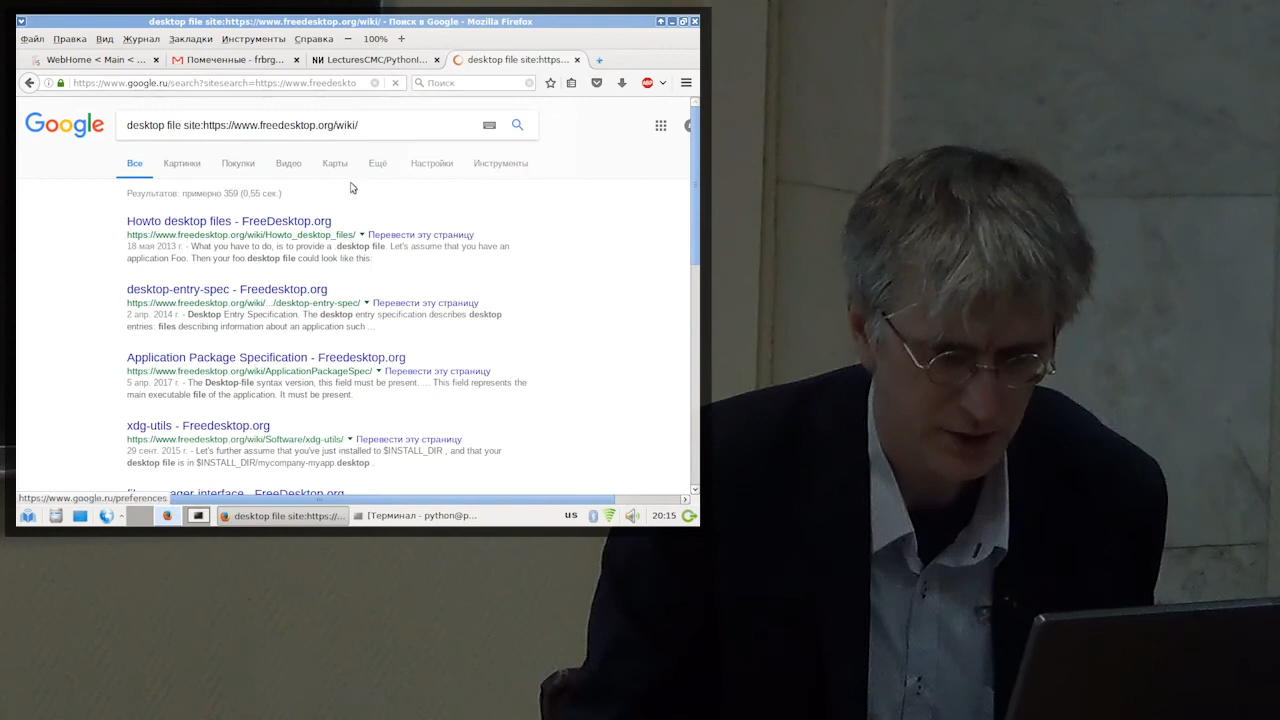 desktop file site:https://www.freedesktop.org/wiki/ - Поиск в Google - Mozilla Firefox
Файл Правка Вид Журнал Закладки Инструменты Справка − 100% +
WebHome < Main < ... × Помеченные - frbrg... × LecturesCMC/PythonI... × desktop file site:https... × +
https://www.google.ru/search?sitesearch=https://www.freedeskto Поиск
Google desktop file site:https://www.freedesktop.org/wiki/
Все Картинки Покупки Видео Карты Ещё Настройки Инструменты
Результатов: примерно 359 (0,55 сек.)
Howto desktop files - FreeDesktop.org
https://www.freedesktop.org/wiki/Howto_desktop_files/ Перевести эту страницу
18 мая 2013 г. - What you have to do, is to provide a .desktop file. Let's assume that you have an
application Foo. Then your foo.desktop file could look like this:
desktop-entry-spec - Freedesktop.org
https://www.freedesktop.org/wiki/.../desktop-entry-spec/ Перевести эту страницу
2 апр. 2014 г. - Desktop Entry Specification. The desktop entry specification describes desktop
entries. files describing information about an application such ...
Application Package Specification - Freedesktop.org
https://www.freedesktop.org/wiki/ApplicationPackageSpec/ Перевести эту страницу
5 апр. 2017 г. - The Desktop-file syntax version, this field must be present. ... This field represents the
main executable file of the application. It must be present.
xdg-utils - Freedesktop.org
https://www.freedesktop.org/wiki/Software/xdg-utils/ Перевести эту страницу
29 сент. 2015 г. - Let's further assume that you've just installed to $INSTALL_DIR , and that your
desktop file is in $INSTALL_DIR/mycompany-myapp.desktop .
interface - FreeDesktop.org
https://www.google.ru/preferences
desktop file site:https://... [Терминал - python@p... us 20:15